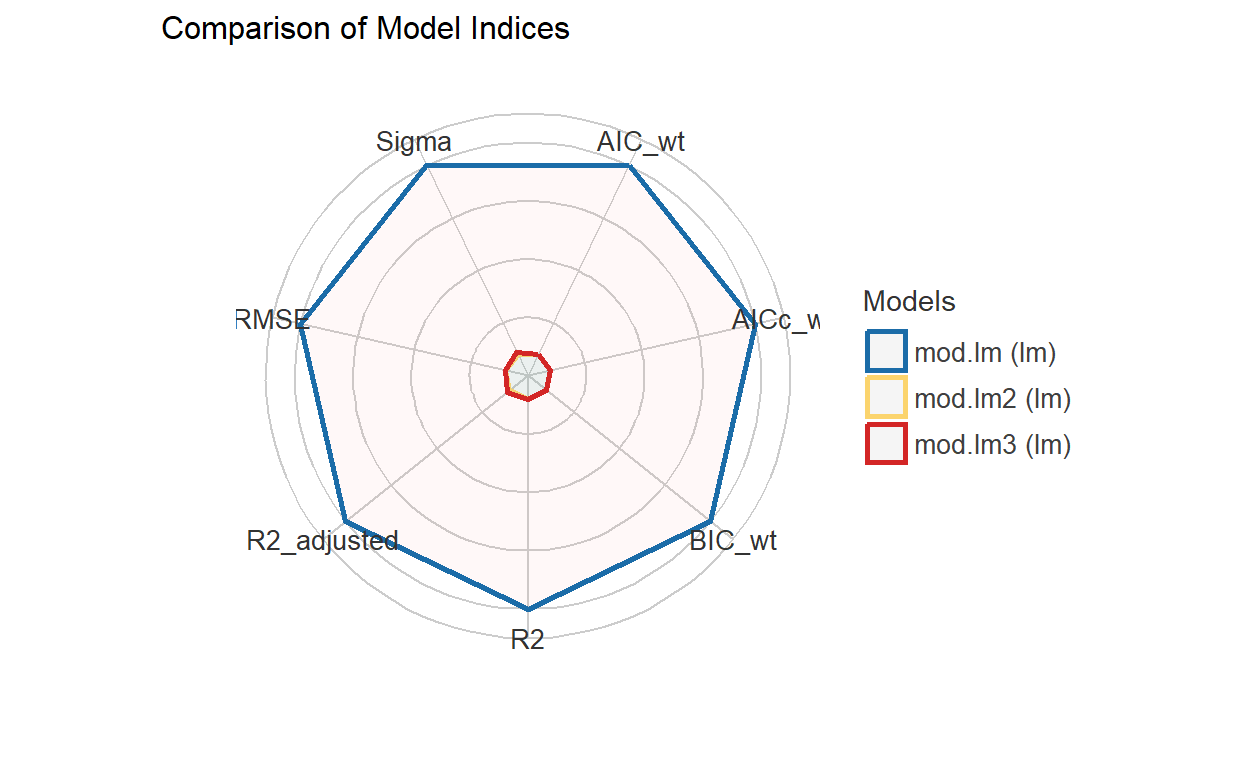 Comparison of Model Indices
Sigma
AIC_wt
RMSE
AICc_w
R2_adjusted
BIC_wt
R2
Models
mod.lm (lm)
mod.lm2 (lm)
mod.lm3 (lm)